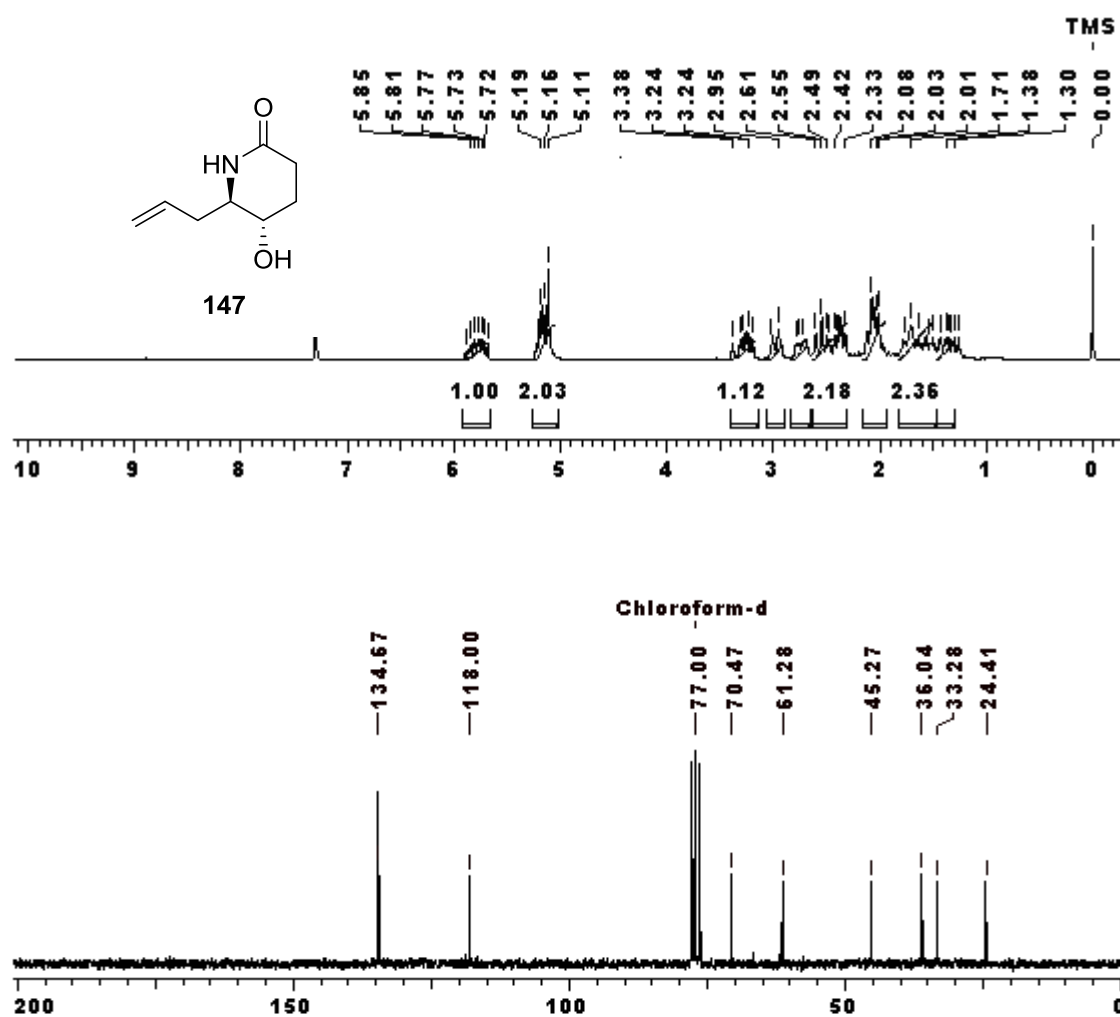 TMS
5.85 5.81 5.77 5.73 5.72 5.19 5.16 5.11 3.38 3.24 3.24 2.95 2.61 2.55 2.49 2.42 2.33 2.08 2.03 2.01 1.71 1.38 1.30 0.00
O
HN
OH
147
1.00 2.03 1.12 2.18 2.36
10 9 8 7 6 5 4 3 2 1 0
Chloroform-d
134.67 118.00 77.00 70.47 61.28 45.27 36.04 33.28 24.41
200 150 100 50 0